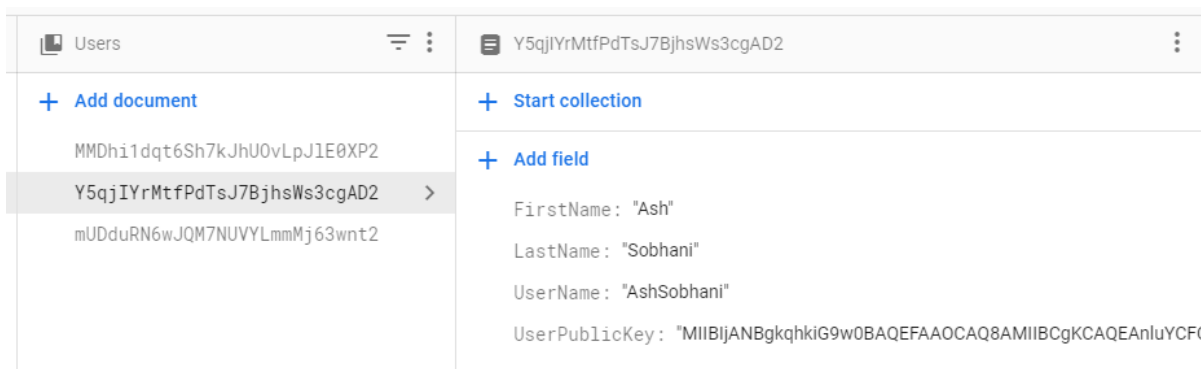 Users
Add document
MMDhi1dqt6Sh7kJhUOvLpJlE0XP2
Y5qjIYrMtfPdTsJ7BjhsWs3cgAD2
mUDduRN6wJQM7NUVYLmmMj63wnt2
Y5qjIYrMtfPdTsJ7BjhsWs3cgAD2
Start collection
Add field
FirstName: "Ash"
LastName: "Sobhani"
UserName: "AshSobhani"
UserPublicKey: "MIIBIjANBgkqhkiG9w0BAQEFAAOCAQ8AMIIBCgKCAQEAnluYCF